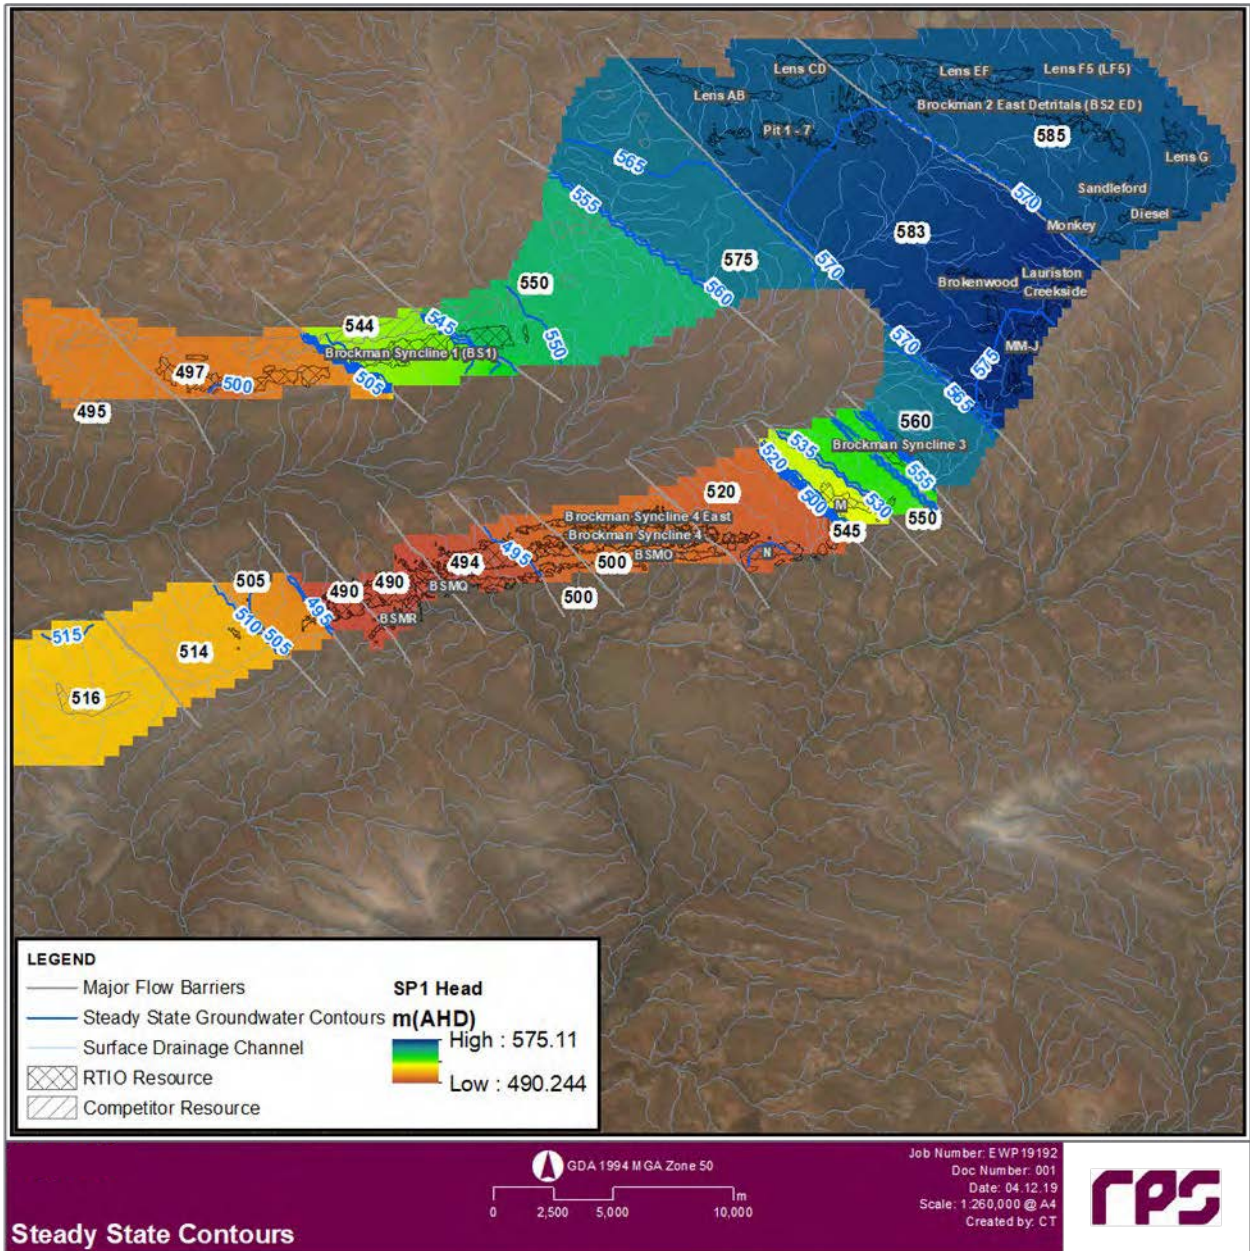 Lens CD
Lens EF
Lens F5 (LF5)
Lens AB
Brockman 2 East Detritals (BS2 ED)
Pit 1 - 7
585
565
Lens G
Sandleford
570
555
Diesel
Monkey
583
575
570
560
Lauriston
Brokenwood
Creekside
550
544
545
550
570
MM-J
Brockman Syncline 1 (BS1)
575
497
500
505
565
495
560
535
Brockman Syncline 3
520
555
520
500
530
M
Brockman Syncline 4 East
550
545
Brockman Syncline 4
495
N
BSMO
494
500
505
490
490
BSMQ
500
495
510
505
BSMR
515
514
516
LEGEND
Major Flow Barriers
SP1 Head
Steady State Groundwater Contours
m(AHD)
High : 575.11
Surface Drainage Channel
RTIO Resource
Low : 490.244
Competitor Resource
Steady State Contours
GDA 1994 MGA Zone 50
m
0
2,500
5,000
10,000
Job Number: EWP19192
Doc Number: 001
Date: 04.12.19
Scale: 1:260,000 @ A4
Created by: CT
rps